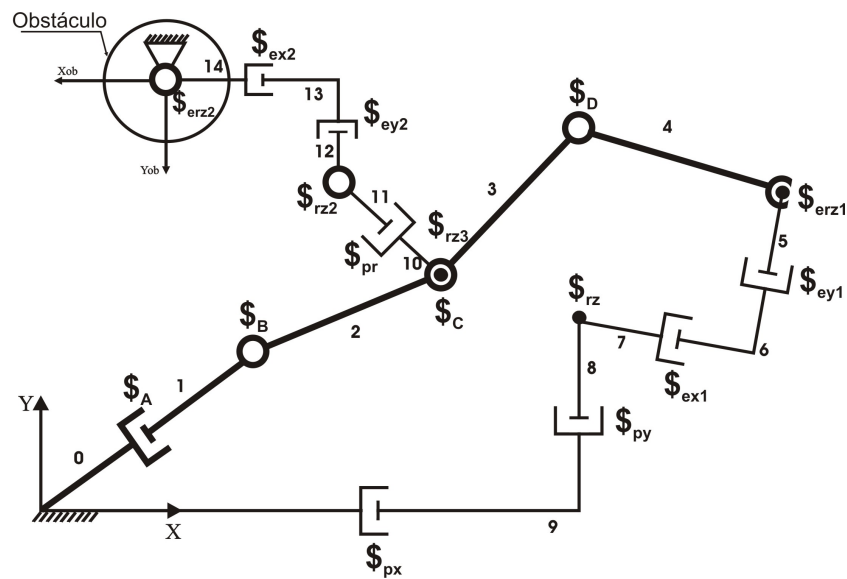 Obstáculo
$ex2
14
Xob
13
$erz2
$ey2
12
Yob
$D
4
3
$rz2
11
$erz1
$rz3
5
$pr
10
$ey1
$C
$rz
$B
2
7
6
8
$ex1
1
$A
$py
Y
0
X
9
$px